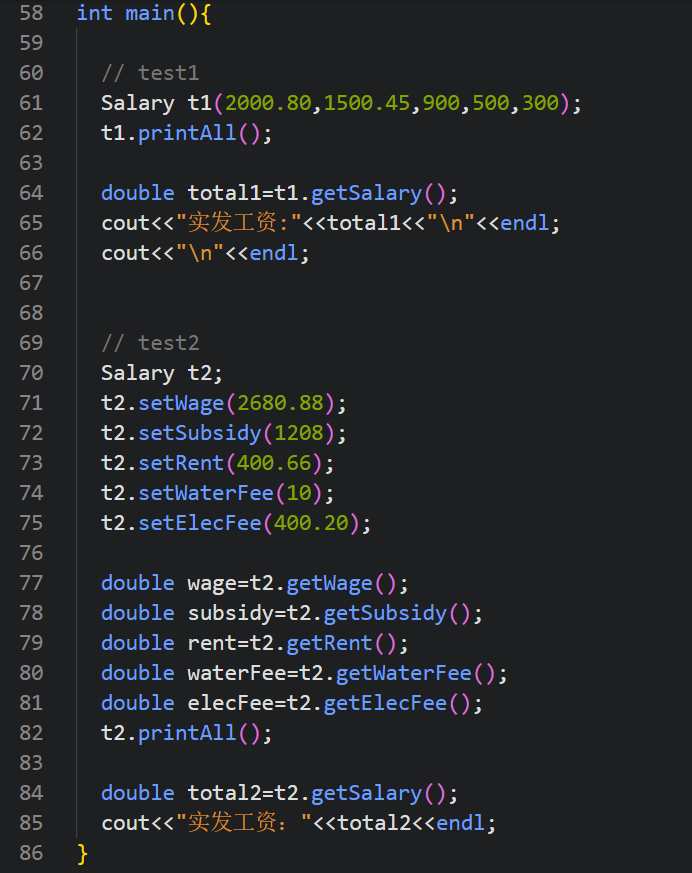 58 int main(){
59
60 // test1
61 Salary t1(2000.80,1500.45,900,500,300);
62 t1.printAll();
63
64 double total1=t1.getSalary();
65 cout<<"实发工资:"<<total1<<"\n"<<endl;
66 cout<<"\n"<<endl;
67
68
69 // test2
70 Salary t2;
71 t2.setWage(2680.88);
72 t2.setSubsidy(1208);
73 t2.setRent(400.66);
74 t2.setWaterFee(10);
75 t2.setElecFee(400.20);
76
77 double wage=t2.getWage();
78 double subsidy=t2.getSubsidy();
79 double rent=t2.getRent();
80 double waterFee=t2.getWaterFee();
81 double elecFee=t2.getElecFee();
82 t2.printAll();
83
84 double total2=t2.getSalary();
85 cout<<"实发工资："<<total2<<endl;
86 }